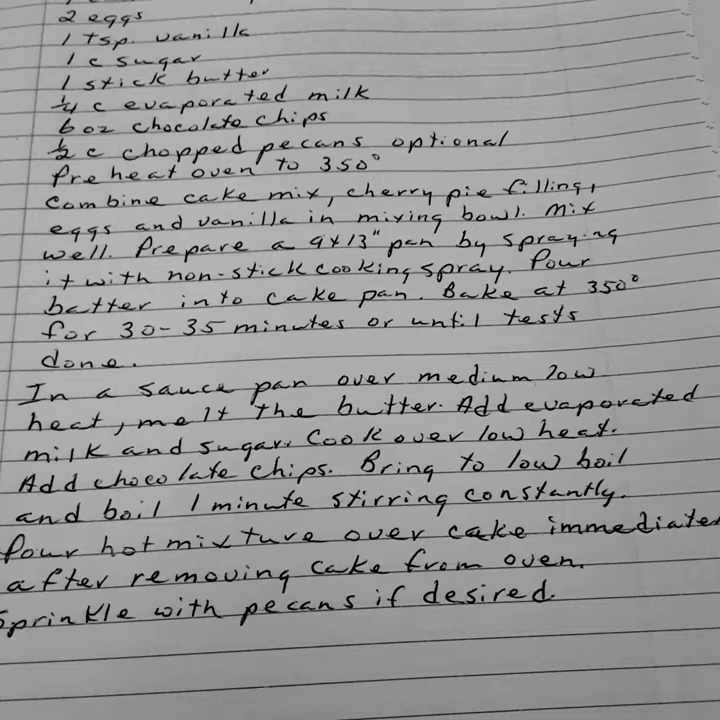 2 eggs
1 tsp. vanilla
1 c sugar
1 stick butter
1/4 c evaporated milk
6 oz chocolate chips
1/2 c chopped pecans optional
Preheat oven to 350°
Combine cake mix, cherry pie filling,
eggs and vanilla in mixing bowl. Mix
well. Prepare a 9x13" pan by spraying
it with non-stick cooking spray. Pour
batter in to cake pan. Bake at 350°
for 30-35 minutes or until tests
done.
In a sauce pan over medium low
heat, melt the butter. Add evaporated
milk and sugar. Cook over low heat.
Add chocolate chips. Bring to low boil
and boil 1 minute stirring constantly.
Pour hot mixture over cake immediatel
after removing cake from oven.
Sprinkle with pecans if desired.